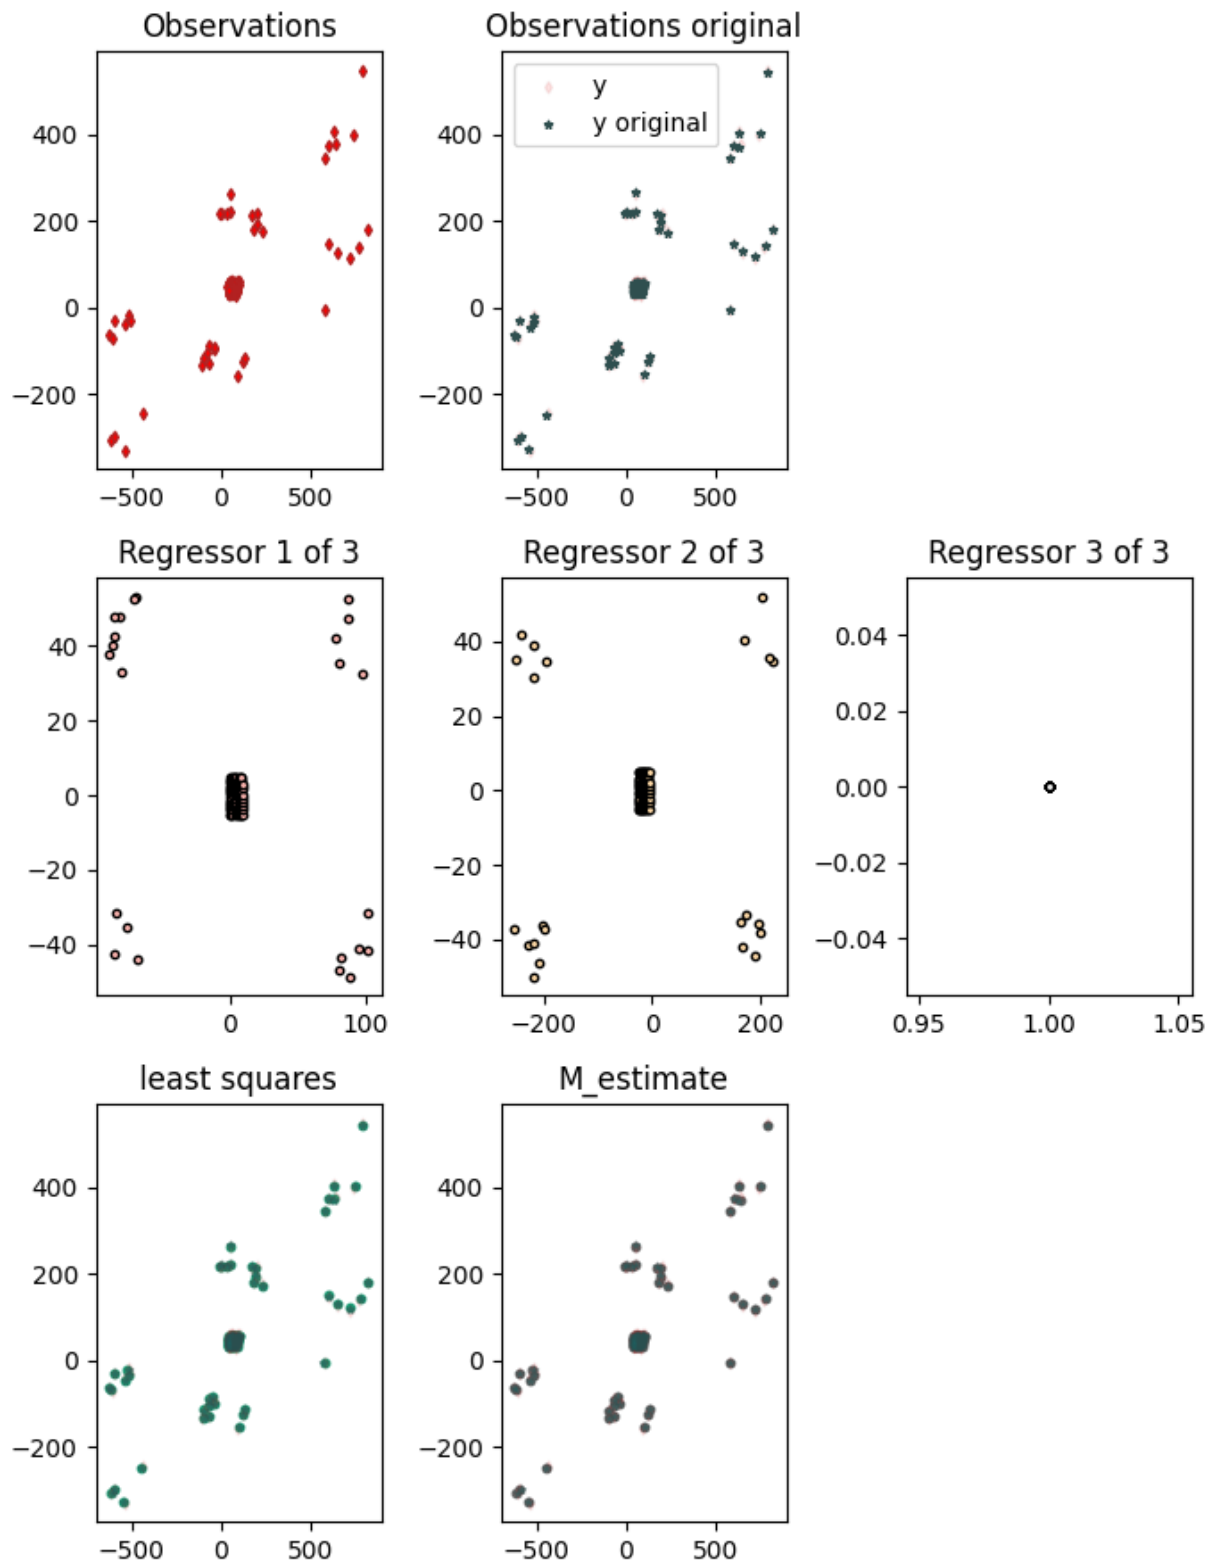 Observations
Observations original
400
200
0
−200
−500 0 500
400
200
0
−200
y
y original
−500 0 500
Regressor 1 of 3
Regressor 2 of 3
Regressor 3 of 3
40
20
0
−20
−40
0 100
40
20
0
−20
−40
−200 0 200
0.04
0.02
0.00
−0.02
−0.04
0.95 1.00 1.05
least squares
M_estimate
400
200
0
−200
−500 0 500
400
200
0
−200
−500 0 500